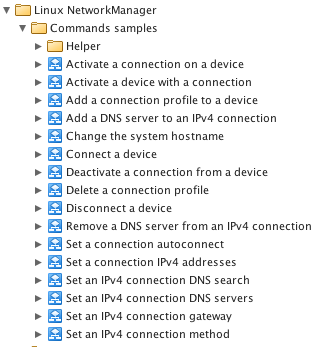 Linux NetworkManager
Commands samples
Helper
Activate a connection on a device
Activate a device with a connection
Add a connection profile to a device
Add a DNS server to an IPv4 connection
Change the system hostname
Connect a device
Deactivate a connection from a device
Delete a connection profile
Disconnect a device
Remove a DNS server from an IPv4 connection
Set a connection autoconnect
Set a connection IPv4 addresses
Set an IPv4 connection DNS search
Set an IPv4 connection DNS servers
Set an IPv4 connection gateway
Set an IPv4 connection method